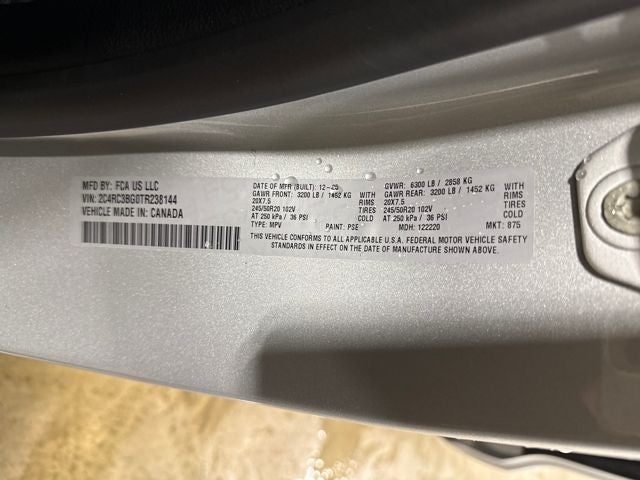 MFD BY: FCA US LLC
VIN: 2C4RC3BG0TR238144
VEHICLE MADE IN: CANADA
DATE OF MFR (BUILT): 12-25
GAWR FRONT: 3200 LB / 1452 KG WITH
20X7.5 RIMS
245/50R20 102V TIRES
AT 250 kPa / 36 PSI COLD
TYPE: MPV PAINT: PSE
GVWR: 6300 LB / 2858 KG
GAWR REAR: 3200 LB / 1452 KG WITH
20X7.5 RIMS
245/50R20 102V TIRES
AT 250 kPa / 36 PSI COLD
MDH: 122220 MKT: 875
THIS VEHICLE CONFORMS TO ALL APPLICABLE U.S.A. FEDERAL MOTOR VEHICLE SAFETY
STANDARDS IN EFFECT ON THE DATE OF MANUFACTURE SHOWN ABOVE.